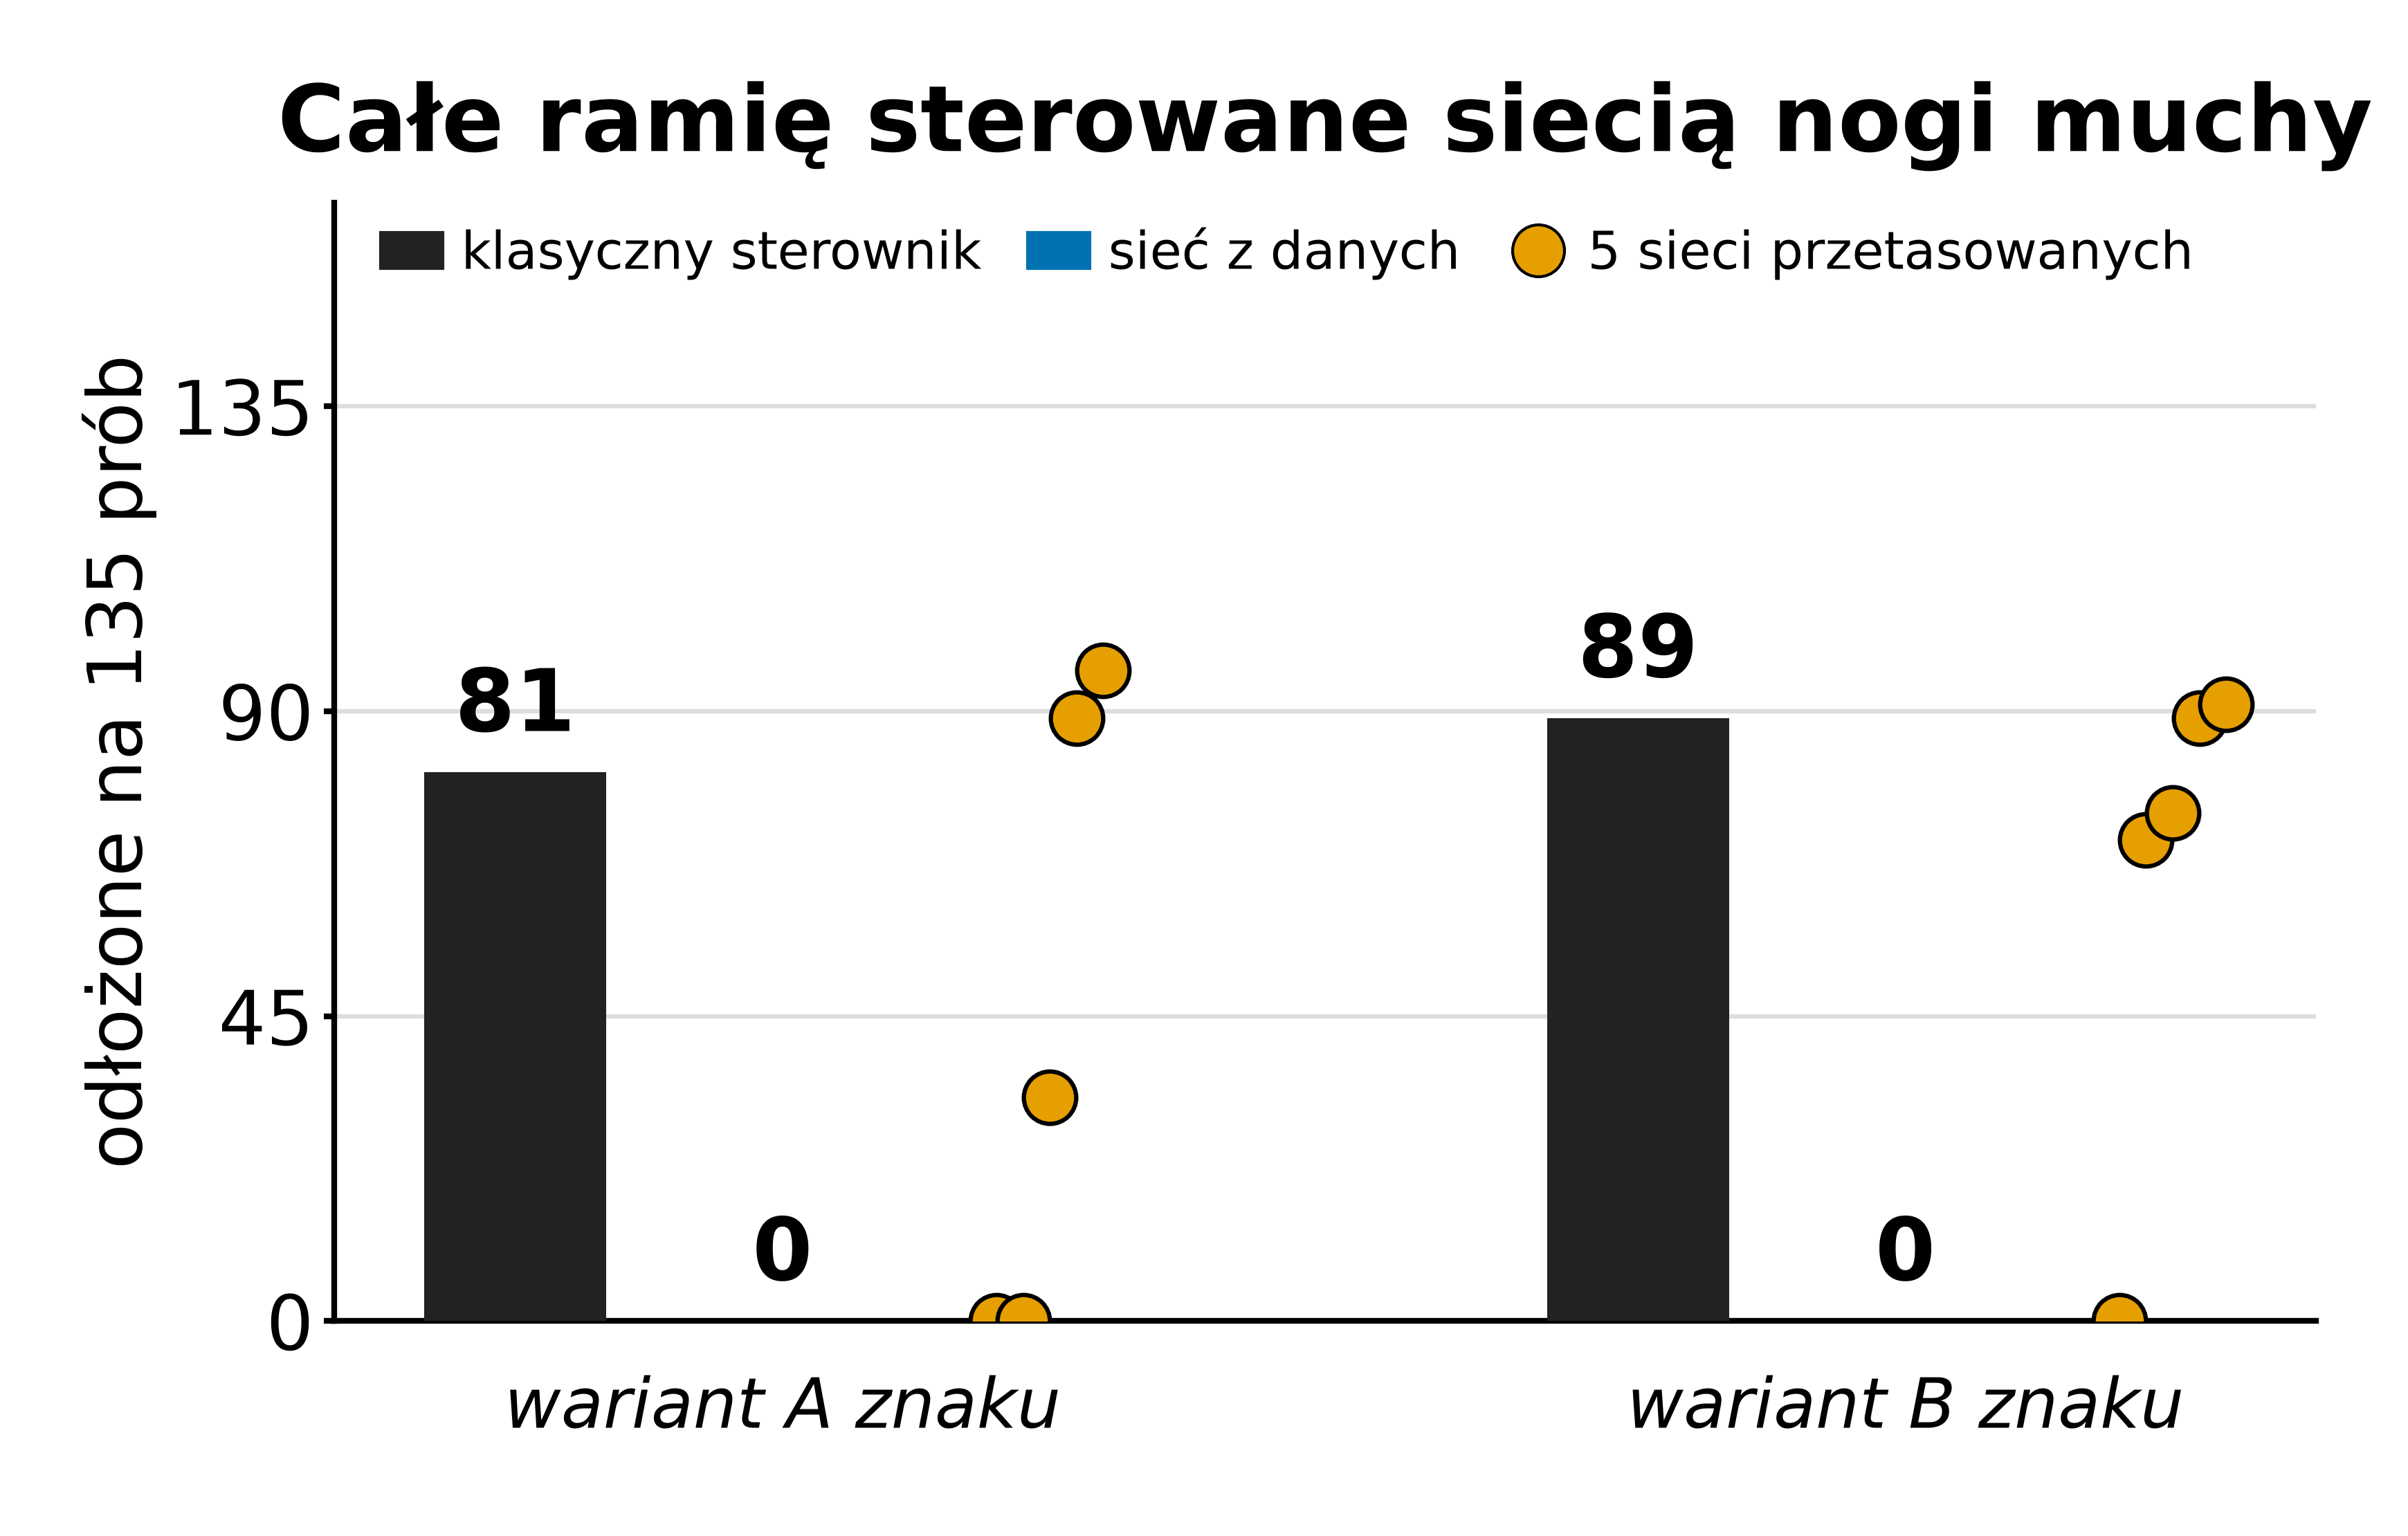 Całe ramię sterowane siecią nogi muchy
klasyczny sterownik
sieć z danych
5 sieci przetasowanych
odłożone na 135 prób
135
90
45
0
81
0
89
0
wariant A znaku
wariant B znaku